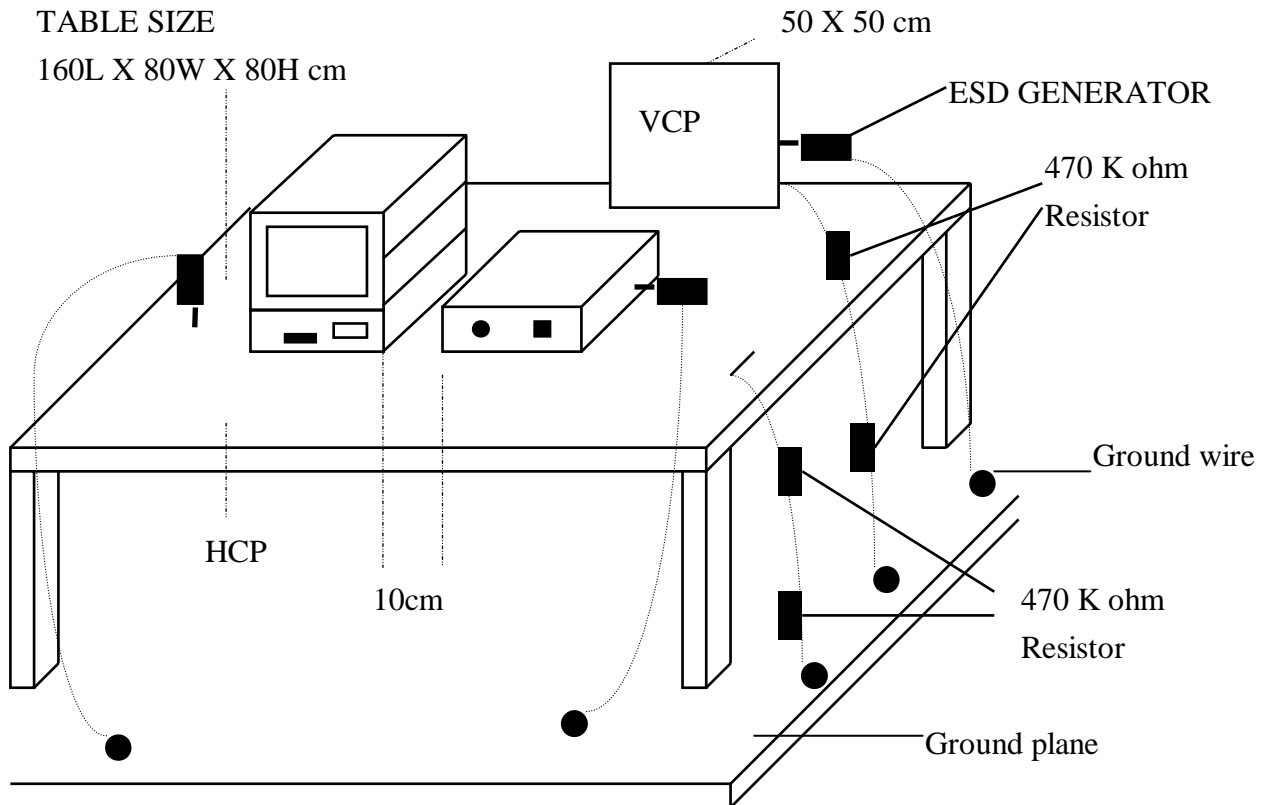 TABLE SIZE
160L X 80W X 80H cm
50 X 50 cm
VCP
ESD GENERATOR
470 K ohm
Resistor
Ground wire
HCP
10cm
470 K ohm
Resistor
Ground plane